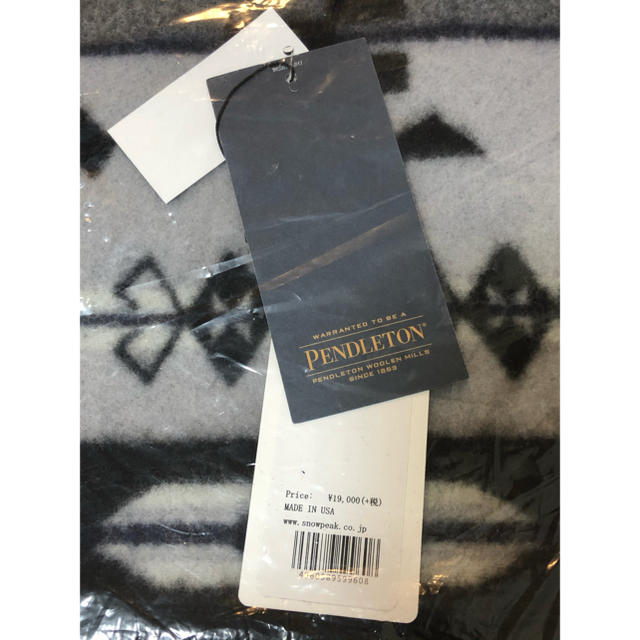 WARRANTED TO BE A
PENDLETON®
PENDLETON WOOLEN MILLS
SINCE 1863
Price: ¥19,000(+税)
MADE IN USA
www.snowpeak.co.jp